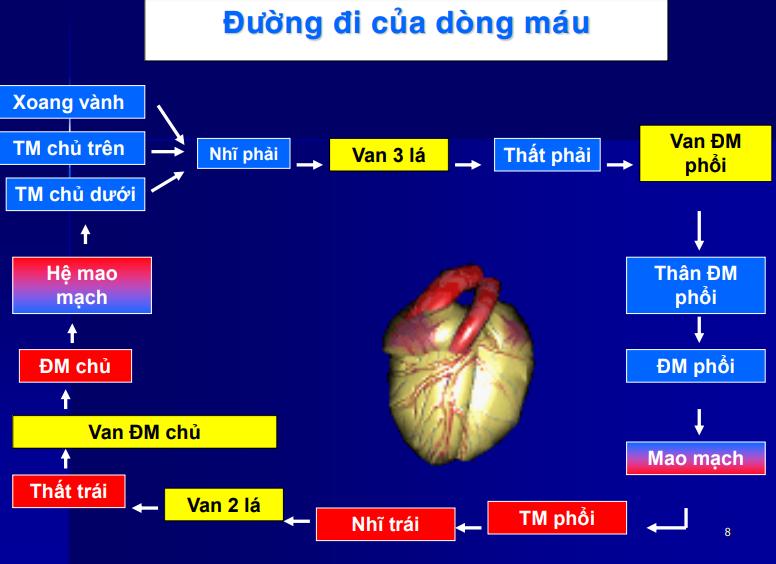 Đường đi của dòng máu
Xoang vành
TM chủ trên
TM chủ dưới
Nhĩ phải
Van 3 lá
Thất phải
Van ĐM
phổi
Thân ĐM
phổi
ĐM phổi
Mao mạch
TM phổi
Nhĩ trái
Van 2 lá
Thất trái
Van ĐM chủ
ĐM chủ
Hệ mao
mạch
8